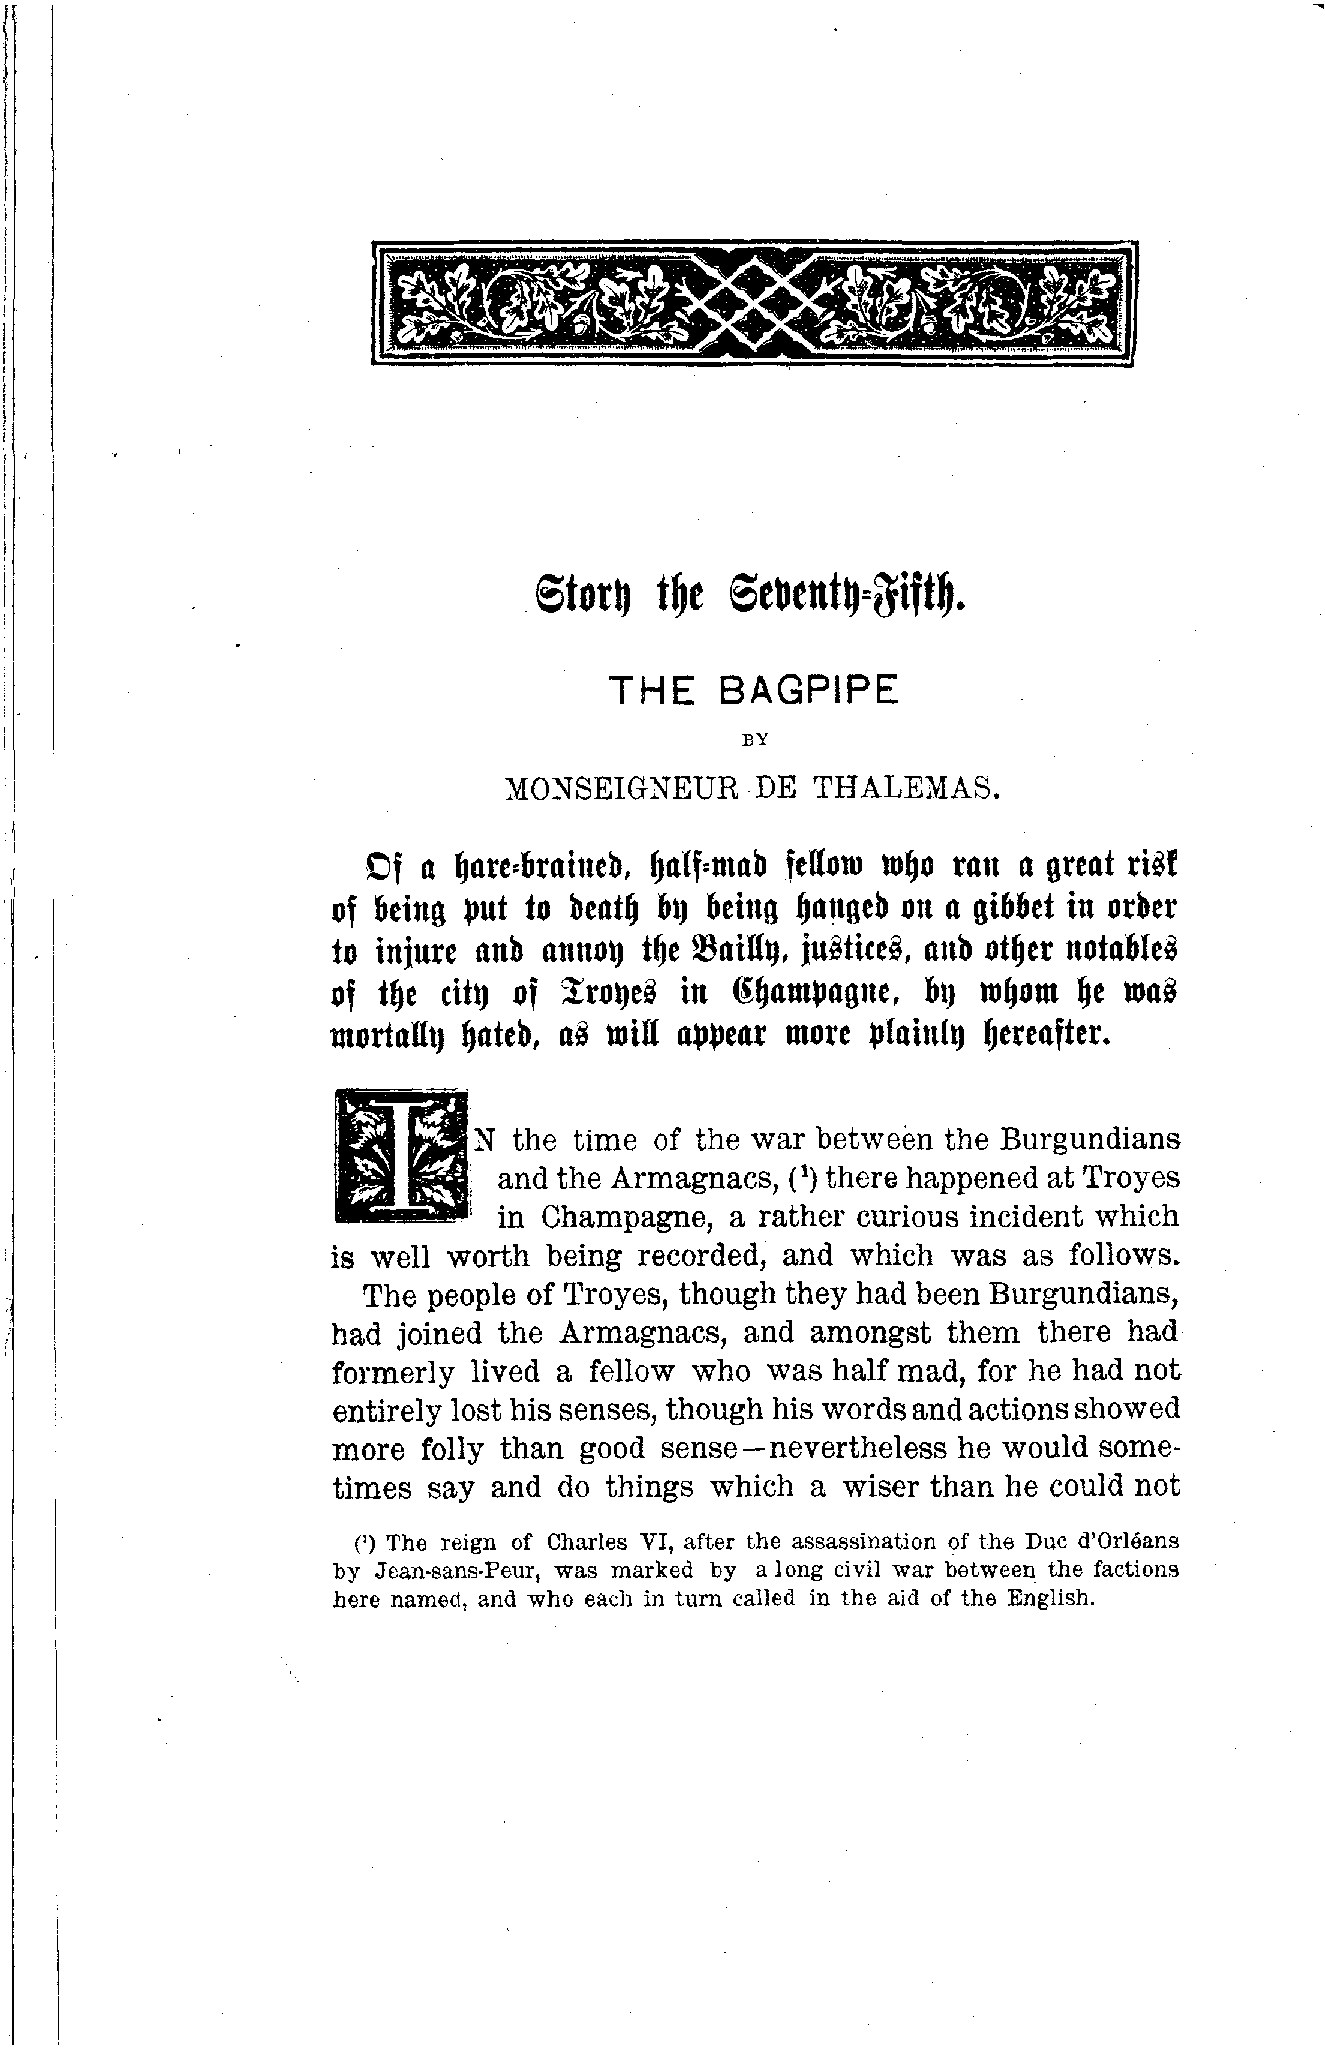 Story the Seventy-Fifth.
THE BAGPIPE
BY
MONSEIGNEUR DE THALEMAS.
Of a hare-brained, half-mad fellow who ran a great risk
of being put to death by being hanged on a gibbet in order
to injure and annoy the Bailly, justices, and other notables
of the city of Troyes in Champagne, by whom he was
mortally hated, as will appear more plainly hereafter.
IN the time of the war between the Burgundians
and the Armagnacs, (¹) there happened at Troyes
in Champagne, a rather curious incident which
is well worth being recorded, and which was as follows.
The people of Troyes, though they had been Burgundians,
had joined the Armagnacs, and amongst them there had
formerly lived a fellow who was half mad, for he had not
entirely lost his senses, though his words and actions showed
more folly than good sense—nevertheless he would some-
times say and do things which a wiser than he could not
(¹) The reign of Charles VI, after the assassination of the Duc d'Orléans
by Jean-sans-Peur, was marked by a long civil war between the factions
here named, and who each in turn called in the aid of the English.